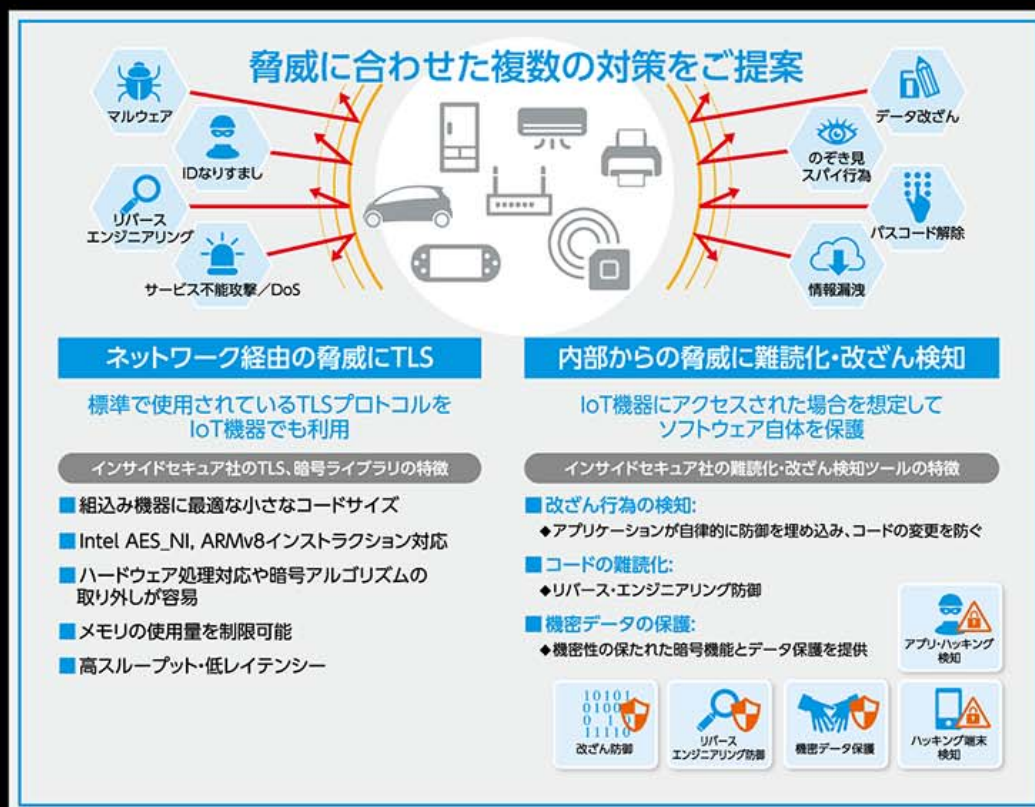 脅威に合わせた複数の対策をご提案
マルウェア
IDなりすまし
リバース
エンジニアリング
サービス不能攻撃/DoS
データ改ざん
のぞき見
スパイ行為
パスコード解除
情報漏洩
ネットワーク経由の脅威にTLS
標準で使用されているTLSプロトコルを
IoT機器でも利用
インサイドセキュア社のTLS、暗号ライブラリの特徴
■組込み機器に最適な小さなコードサイズ
■Intel AES_NI, ARMv8インストラクション対応
■ハードウェア処理対応や暗号アルゴリズムの
取り外しが容易
■メモリの使用量を制限可能
■高スループット・低レイテンシー
内部からの脅威に難読化・改ざん検知
IoT機器にアクセスされた場合を想定して
ソフトウェア自体を保護
インサイドセキュア社の難読化・改ざん検知ツールの特徴
■改ざん行為の検知:
◆アプリケーションが自律的に防御を埋め込み、コードの変更を防ぐ
■コードの難読化:
◆リバース・エンジニアリング防御
■機密データの保護:
◆機密性の保たれた暗号機能とデータ保護を提供
アプリ・ハッキング
検知
10101
0100
0 1
11110
改ざん防御
リバース
エンジニアリング防御
機密データ保護
ハッキング端末
検知